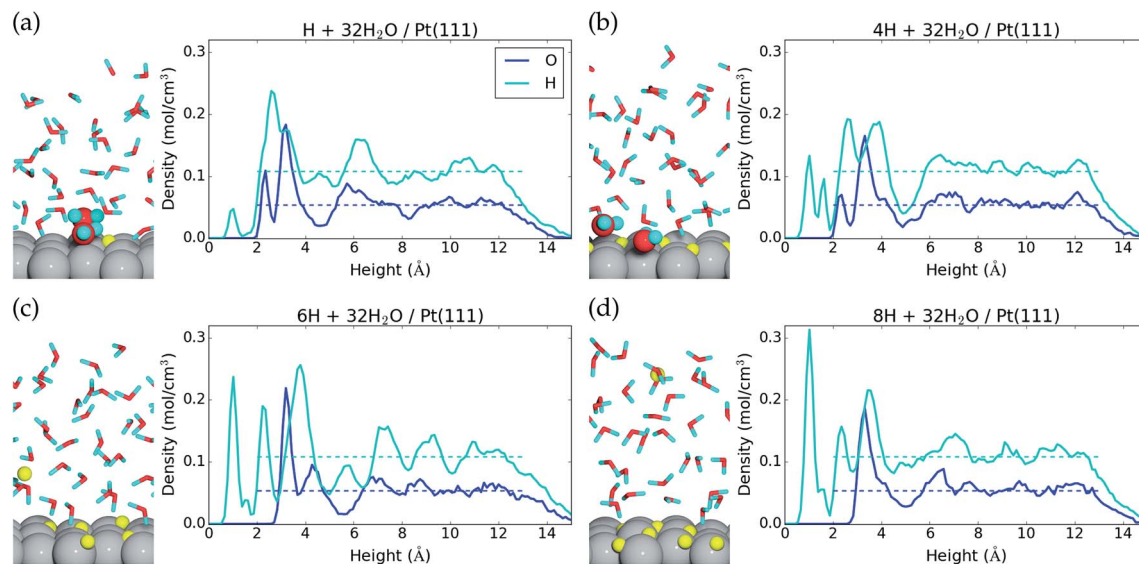 (a)
H + 32H₂O / Pt(111)
0.3
0.2
0.1
0.0
Density (mol/cm³)
O
H
0 2 4 6 8 10 12 14
Height (Å)
(b)
4H + 32H₂O / Pt(111)
0.3
0.2
0.1
0.0
Density (mol/cm³)
0 2 4 6 8 10 12 14
Height (Å)
(c)
6H + 32H₂O / Pt(111)
0.3
0.2
0.1
0.0
Density (mol/cm³)
0 2 4 6 8 10 12 14
Height (Å)
(d)
8H + 32H₂O / Pt(111)
0.3
0.2
0.1
0.0
Density (mol/cm³)
0 2 4 6 8 10 12 14
Height (Å)